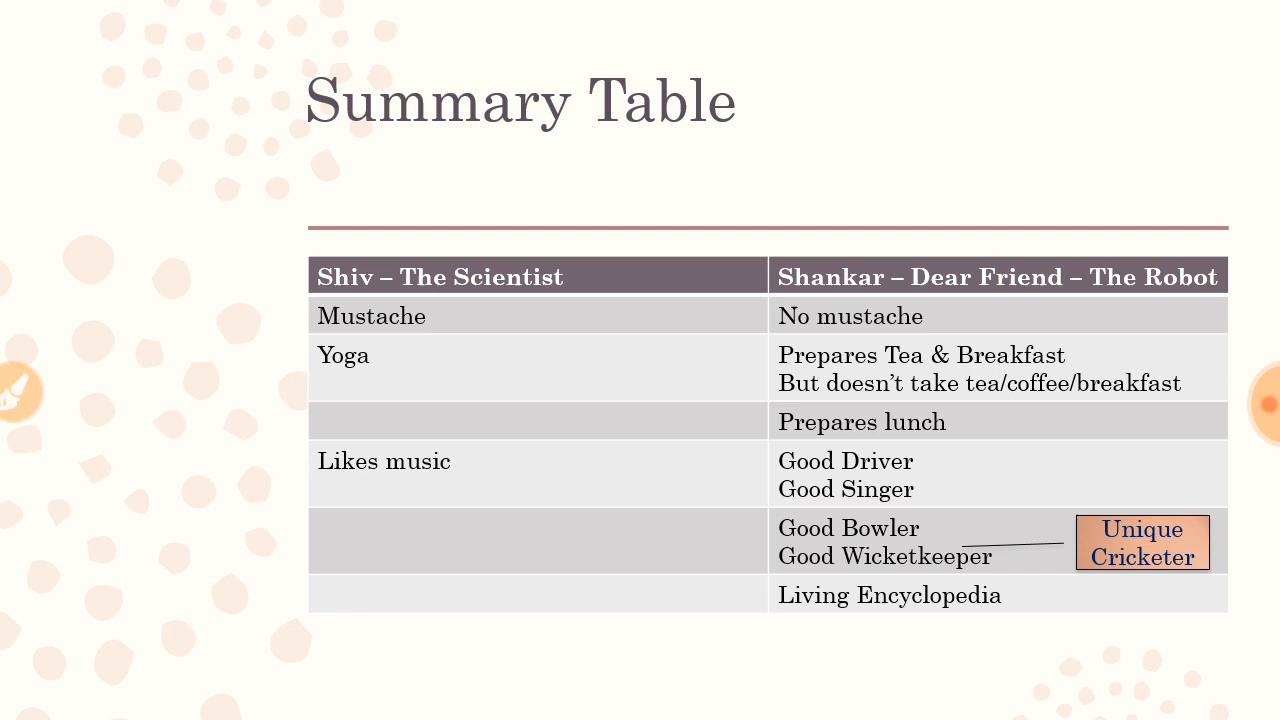 Summary Table
Shiv – The Scientist
Shankar – Dear Friend – The Robot
Mustache
No mustache
Yoga
Prepares Tea & Breakfast
But doesn’t take tea/coffee/breakfast
Prepares lunch
Likes music
Good Driver
Good Singer
Good Bowler
Good Wicketkeeper
Unique
Cricketer
Living Encyclopedia